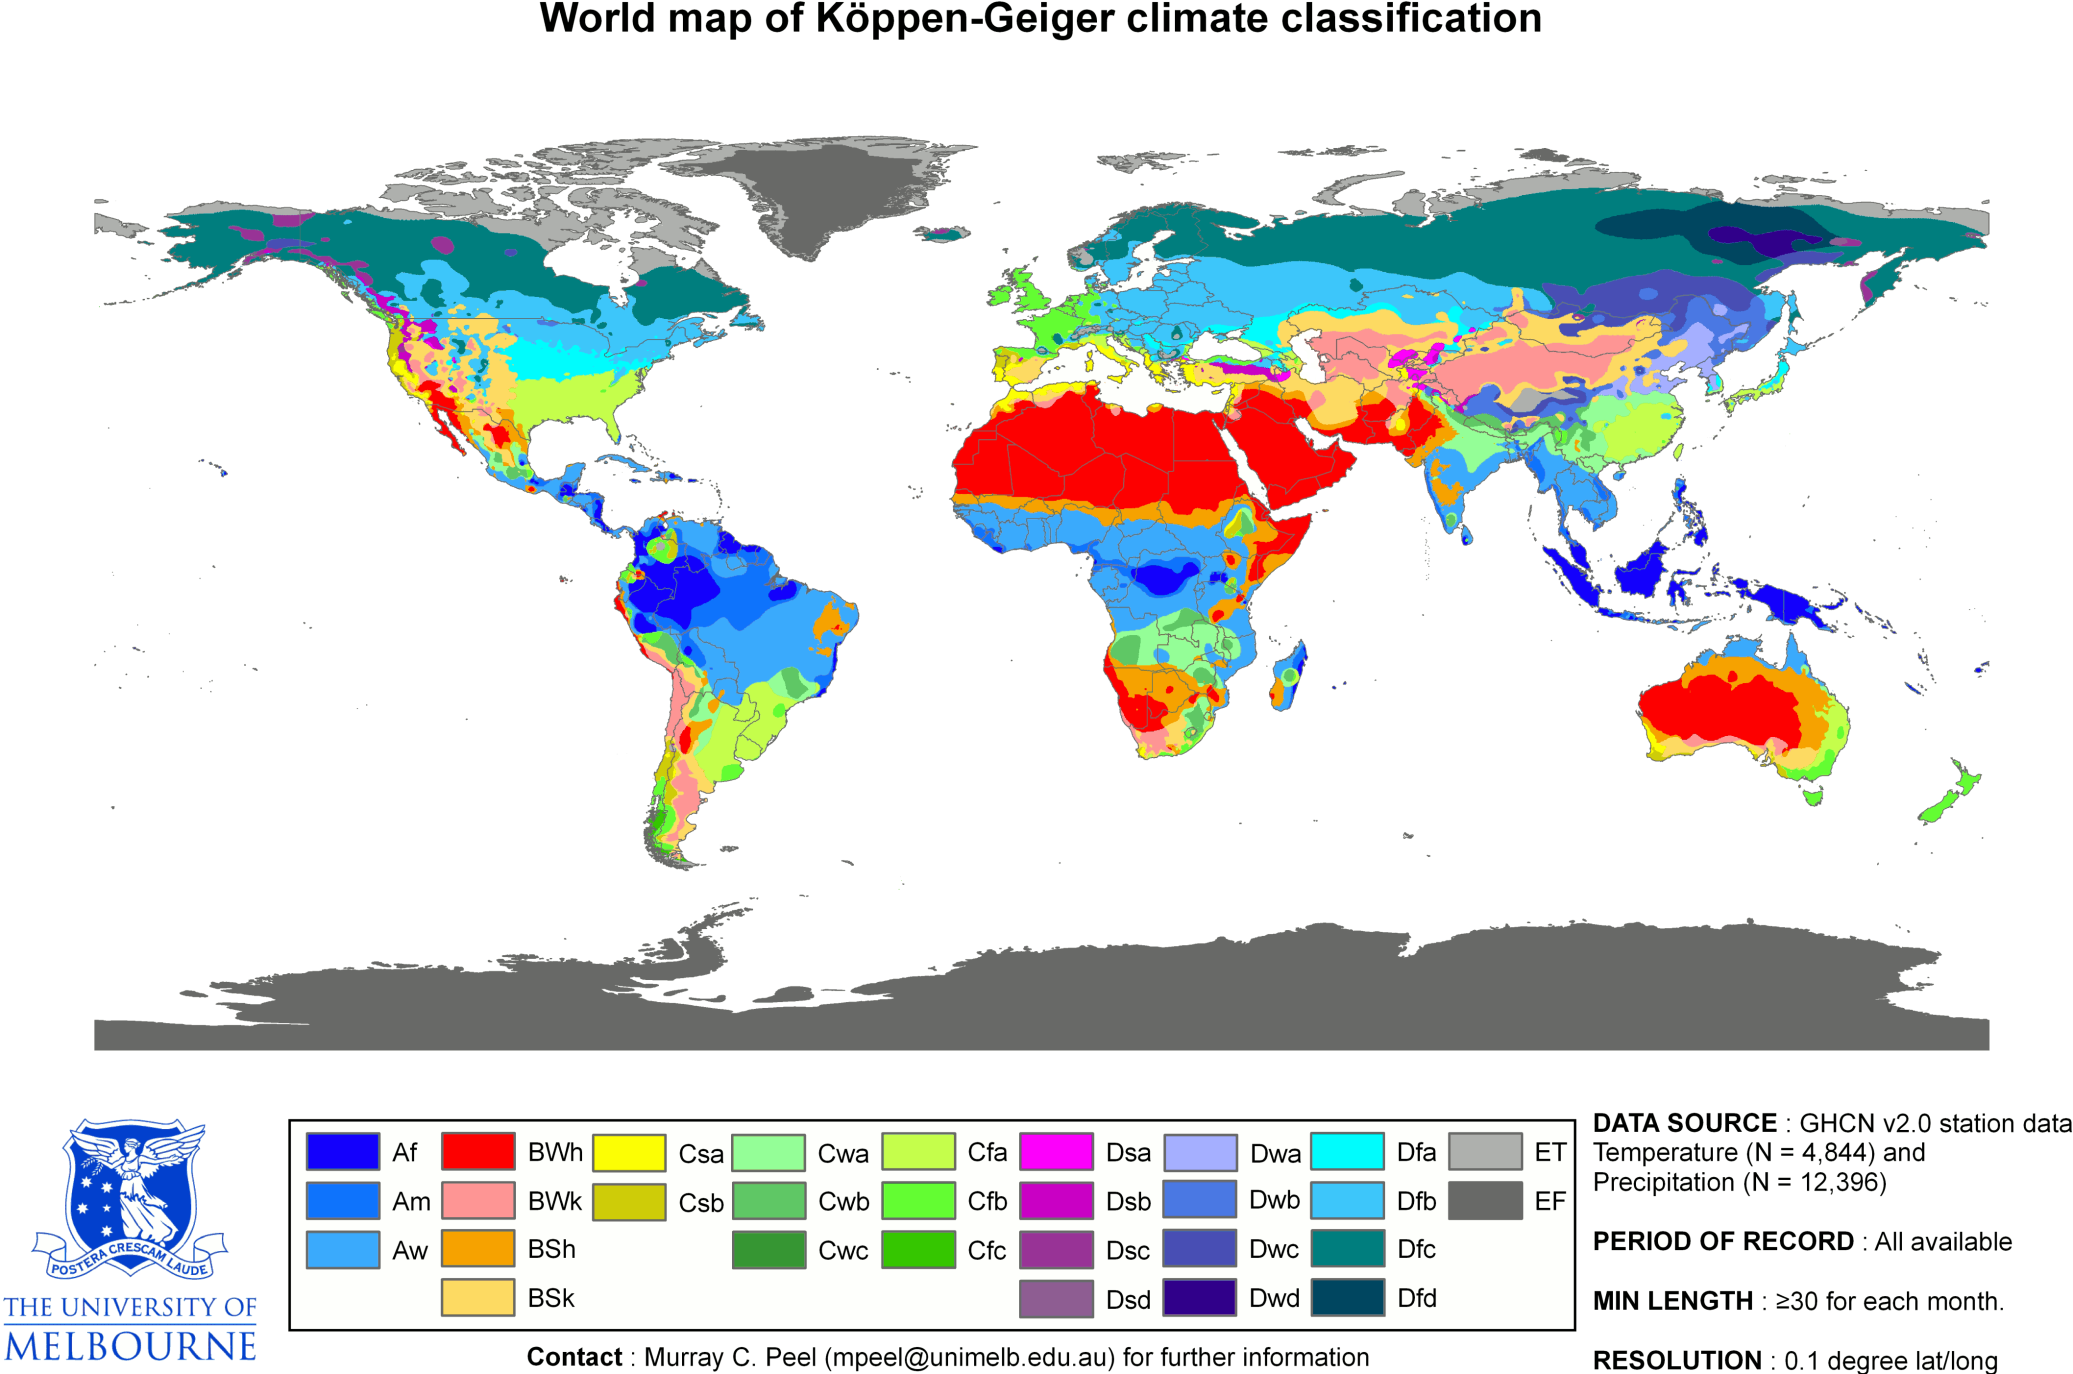 World map of Köppen-Geiger climate classification
POSTERA CRESCAM LAUDE
THE UNIVERSITY OF
MELBOURNE
Af BWh Csa Cwa Cfa Dsa Dwa Dfa ET
Am BWk Csb Cwb Cfb Dsb Dwb Dfb EF
Aw BSh Cwc Cfc Dsc Dwc Dfc
BSk Dsd Dwd Dfd
Contact : Murray C. Peel (mpeel@unimelb.edu.au) for further information
DATA SOURCE : GHCN v2.0 station data
Temperature (N = 4,844) and
Precipitation (N = 12,396)
PERIOD OF RECORD : All available
MIN LENGTH : ≥30 for each month.
RESOLUTION : 0.1 degree lat/long